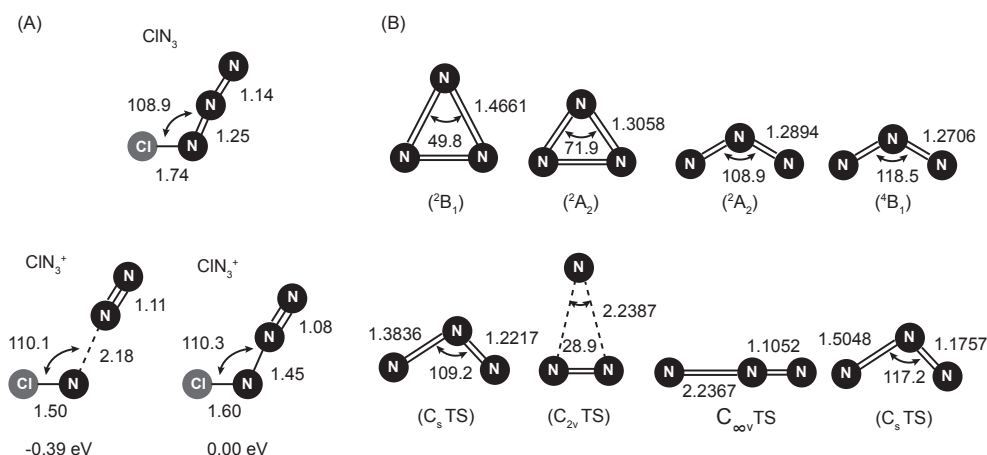 (A)
ClN₃
N
108.9
N
1.14
Cl
N
1.25
1.74
ClN₃⁺
N
N
1.11
110.1
2.18
Cl
N
1.50
-0.39 eV
ClN₃⁺
N
N
1.08
110.3
1.45
Cl
N
1.60
0.00 eV
(B)
N
1.4661
49.8
N
N
(²B₁)
N
1.3058
71.9
N
N
(²A₂)
N
1.2894
N
N
108.9
(²A₂)
N
1.2706
N
N
118.5
(⁴B₁)
1.3836
N
1.2217
N
N
109.2
(Cₛ TS)
N
2.2387
28.9
N
N
(C₂ᵥ TS)
1.1052
N
N
N
2.2367
C∞ᵥTS
1.5048
N
1.1757
N
N
117.2
(Cₛ TS)